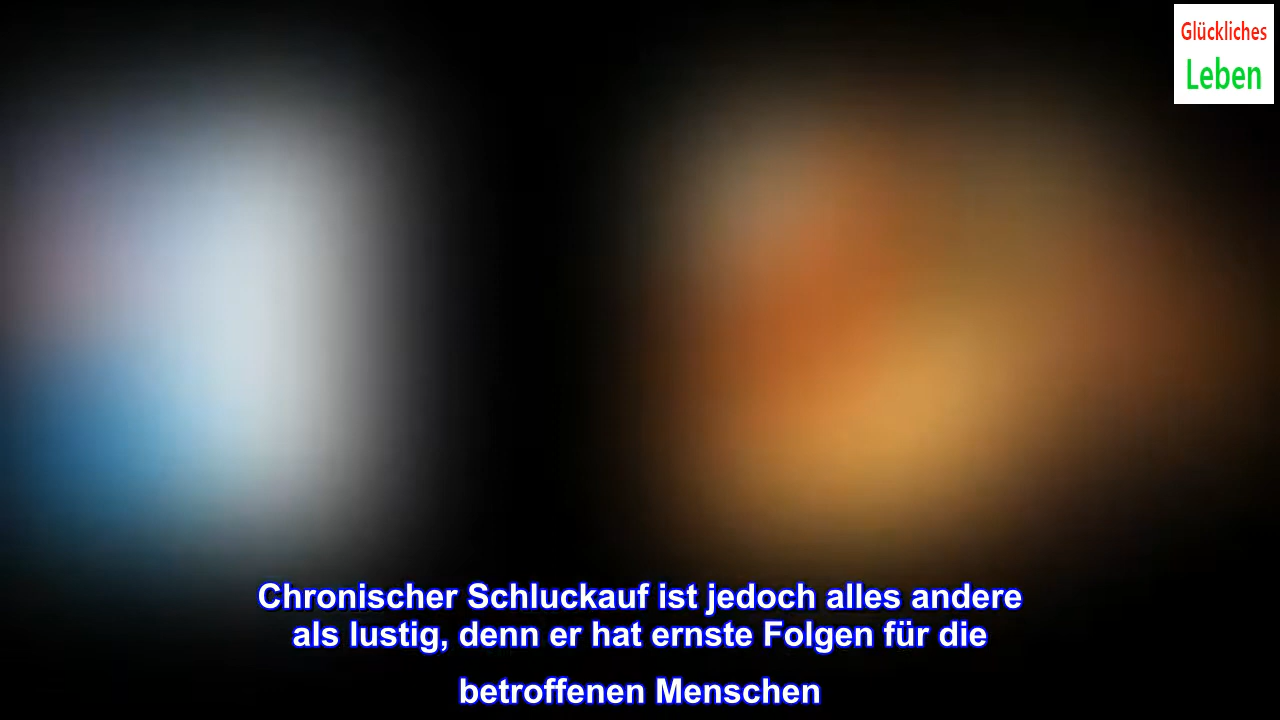 Glückliches
Leben
Chronischer Schluckauf ist jedoch alles andere
als lustig, denn er hat ernste Folgen für die
betroffenen Menschen